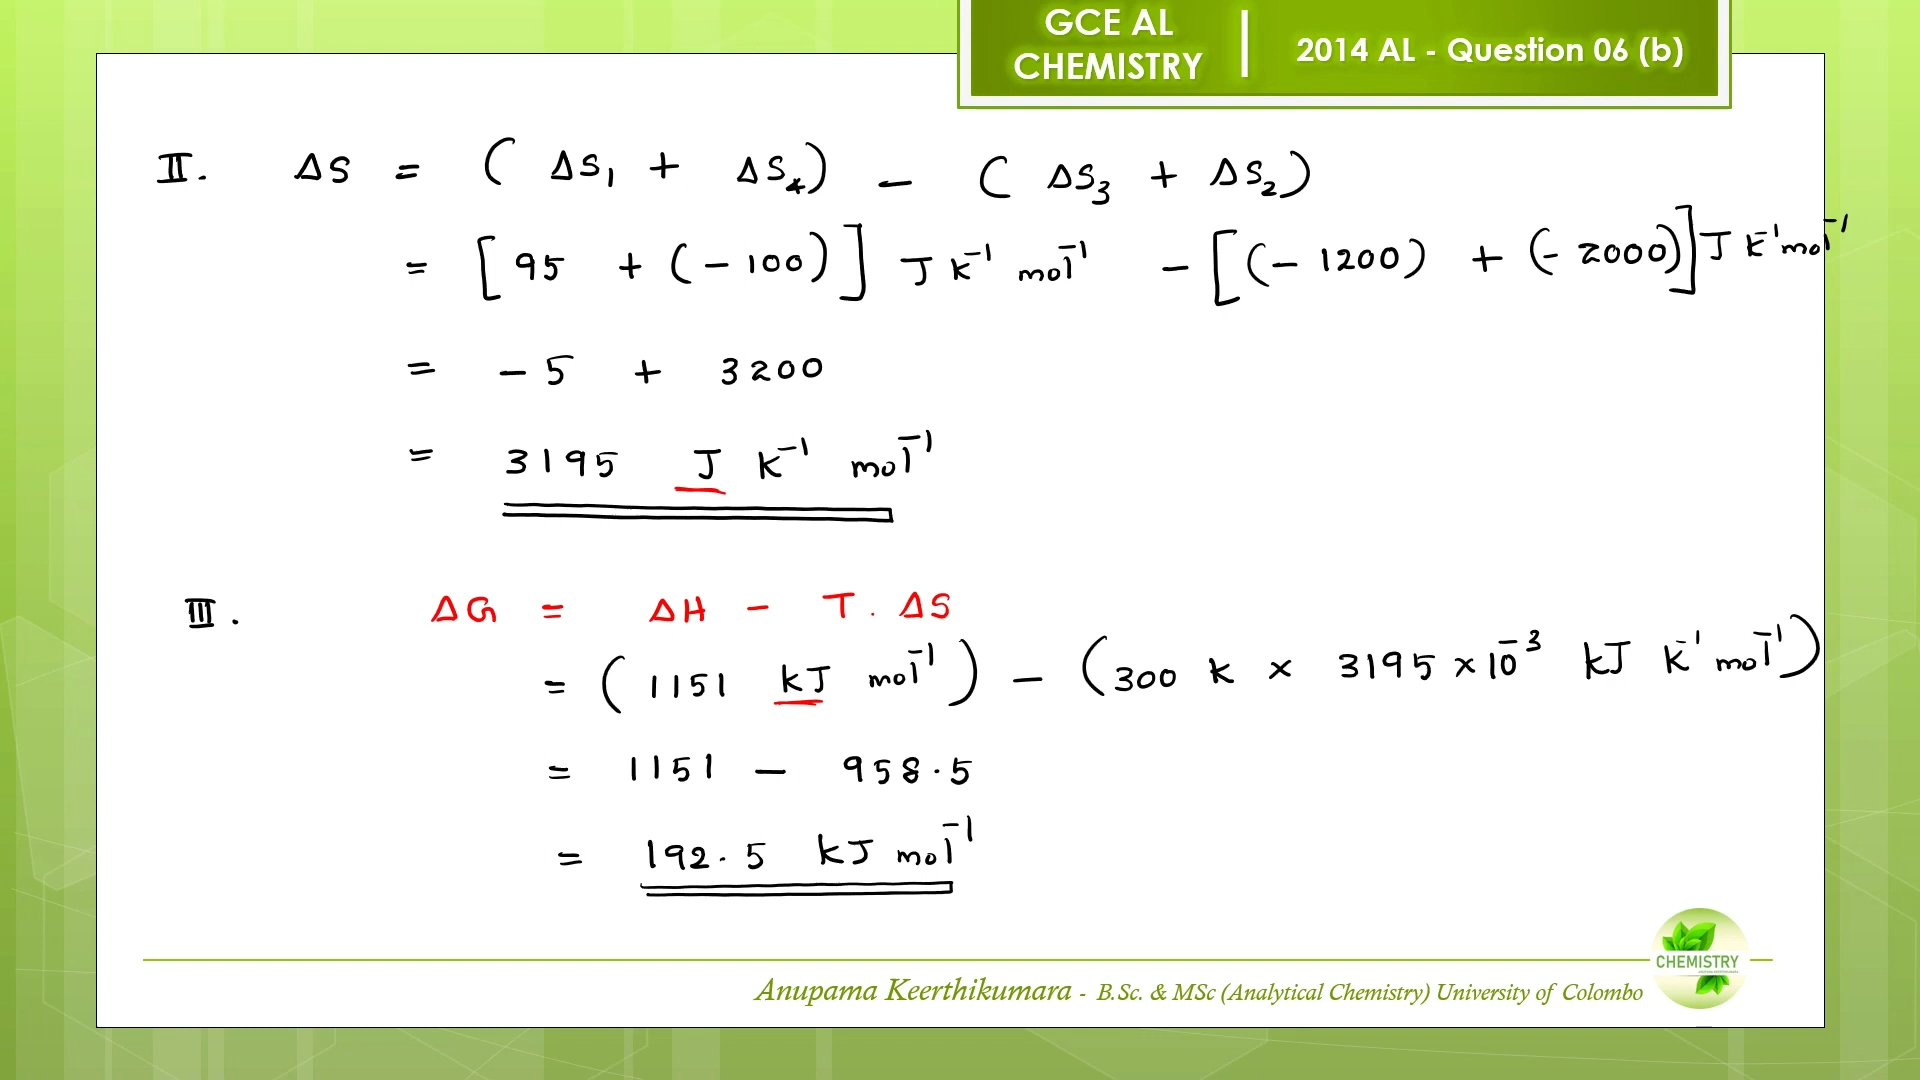 GCE AL
CHEMISTRY
2014 AL - Question 06 (b)
II. ΔS = (ΔS₁ + ΔS₄) − (ΔS₃ + ΔS₂)
= [95 + (−100)] J K⁻¹ mol⁻¹ − [(−1200) + (−2000)] J K⁻¹ mol⁻¹
= −5 + 3200
= 3195 J K⁻¹ mol⁻¹
III. ΔG = ΔH − T . ΔS
= (1151 kJ mol⁻¹) − (300 K × 3195 × 10⁻³ kJ K⁻¹ mol⁻¹)
= 1151 − 958.5
= 192.5 kJ mol⁻¹
CHEMISTRY
Anupama Keerthikumara - B.Sc. & MSc (Analytical Chemistry) University of Colombo